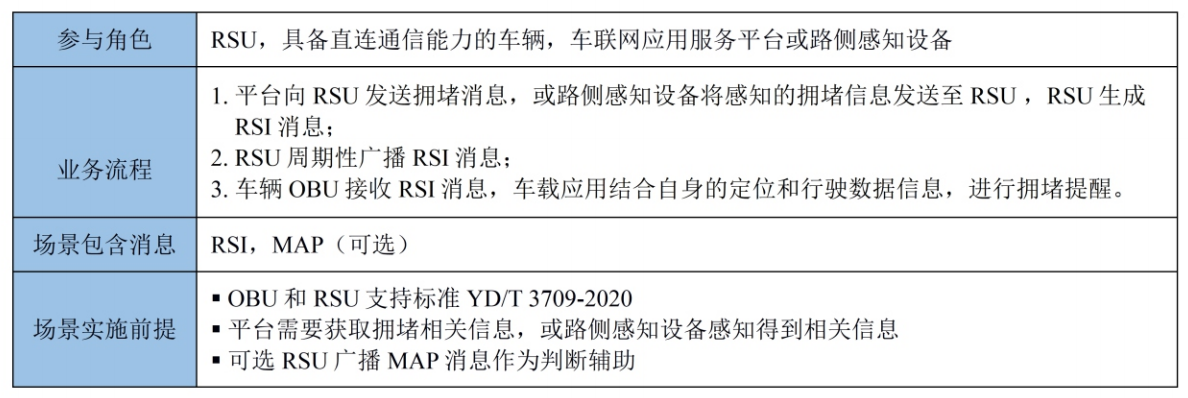 参与角色
RSU，具备直连通信能力的车辆，车联网应用服务平台或路侧感知设备
业务流程
1. 平台向 RSU 发送拥堵消息，或路侧感知设备将感知的拥堵信息发送至 RSU ，RSU 生成
RSI 消息；
2. RSU 周期性广播 RSI 消息；
3. 车辆 OBU 接收 RSI 消息，车载应用结合自身的定位和行驶数据信息，进行拥堵提醒。
场景包含消息
RSI，MAP（可选）
场景实施前提
▪ OBU 和 RSU 支持标准 YD/T 3709-2020
▪ 平台需要获取拥堵相关信息，或路侧感知设备感知得到相关信息
▪ 可选 RSU 广播 MAP 消息作为判断辅助